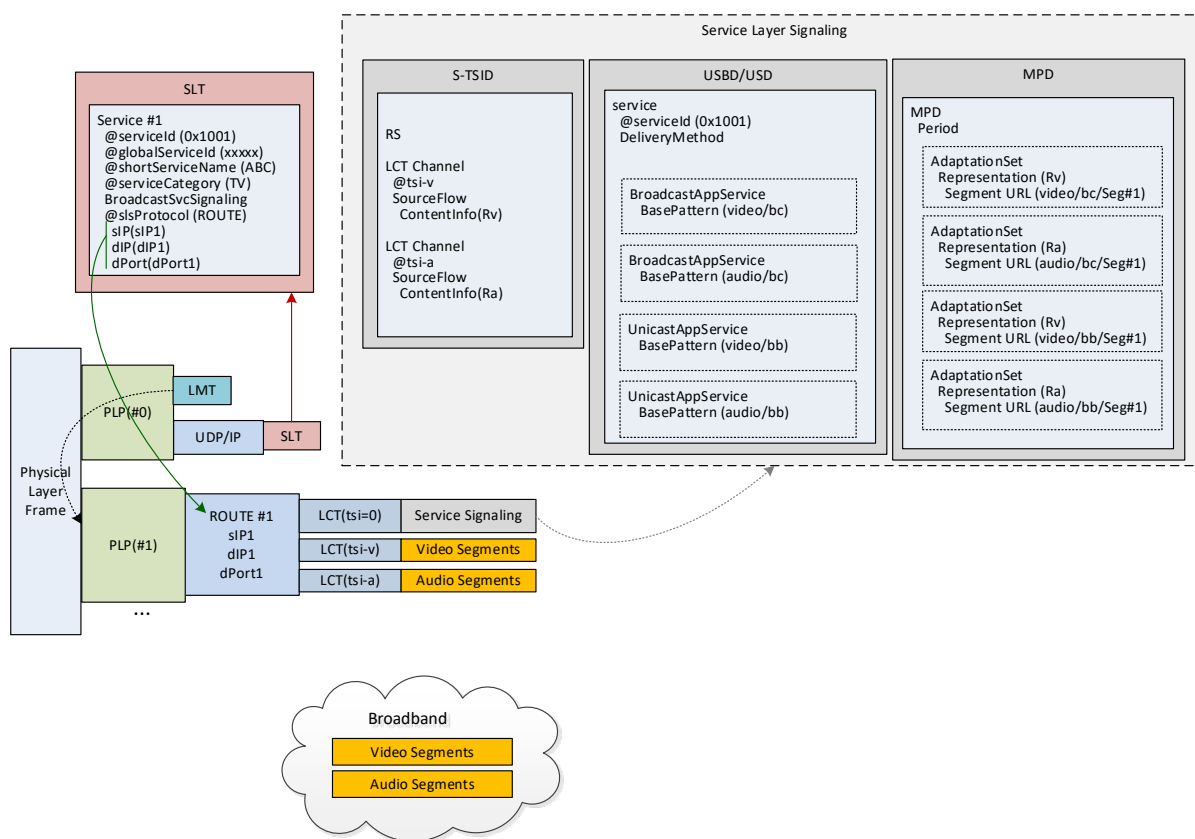 Service Layer Signaling
SLT
Service #1
@serviceId (0x1001)
@globalServiceId (xxxxx)
@shortServiceName (ABC)
@serviceCategory (TV)
BroadcastSvcSignaling
@slsProtocol (ROUTE)
sIP(sIP1)
dIP(dIP1)
dPort(dPort1)
S-TSID
RS
LCT Channel
@tsi-v
SourceFlow
ContentInfo(Rv)
LCT Channel
@tsi-a
SourceFlow
ContentInfo(Ra)
USBD/USD
service
@serviceId (0x1001)
DeliveryMethod
BroadcastAppService
BasePattern (video/bc)
BroadcastAppService
BasePattern (audio/bc)
UnicastAppService
BasePattern (video/bb)
UnicastAppService
BasePattern (audio/bb)
MPD
MPD
Period
AdaptationSet
Representation (Rv)
Segment URL (video/bc/Seg#1)
AdaptationSet
Representation (Ra)
Segment URL (audio/bc/Seg#1)
AdaptationSet
Representation (Rv)
Segment URL (video/bb/Seg#1)
AdaptationSet
Representation (Ra)
Segment URL (audio/bb/Seg#1)
Physical
Layer
Frame
PLP(#0)
LMT
UDP/IP
SLT
PLP(#1)
ROUTE #1
sIP1
dIP1
dPort1
LCT(tsi=0)
Service Signaling
LCT(tsi-v)
Video Segments
LCT(tsi-a)
Audio Segments
...
Broadband
Video Segments
Audio Segments